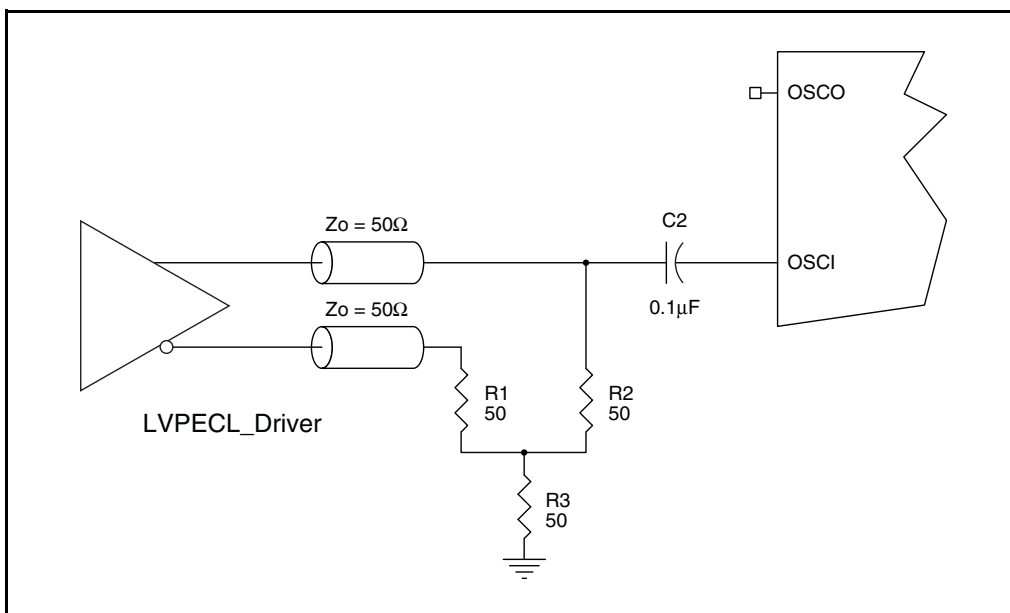 OSCO
Zo = 50Ω
C2
OSCI
0.1μF
Zo = 50Ω
R1
50
R2
50
LVPECL_Driver
R3
50